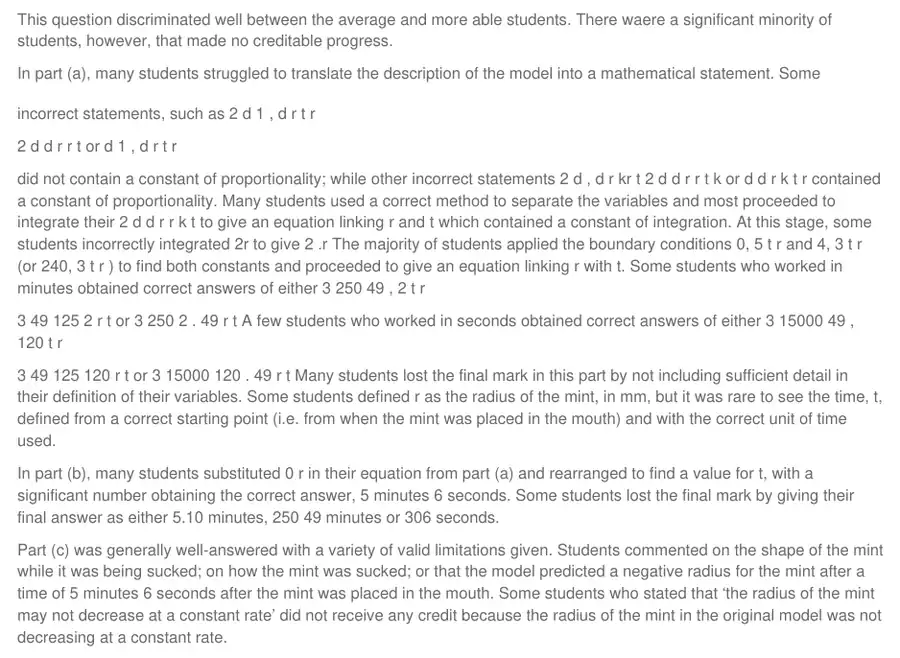 This question discriminated well between the average and more able students. There waere a significant minority of
students, however, that made no creditable progress.
In part (a), many students struggled to translate the description of the model into a mathematical statement. Some
incorrect statements, such as 2 d 1 , d r t r
2 d d r r t or d 1 , d r t r
did not contain a constant of proportionality; while other incorrect statements 2 d , d r kr t 2 d d r r t k or d d r k t r contained
a constant of proportionality. Many students used a correct method to separate the variables and most proceeded to
integrate their 2 d d r r k t to give an equation linking r and t which contained a constant of integration. At this stage, some
students incorrectly integrated 2r to give 2 .r The majority of students applied the boundary conditions 0, 5 t r and 4, 3 t r
(or 240, 3 t r ) to find both constants and proceeded to give an equation linking r with t. Some students who worked in
minutes obtained correct answers of either 3 250 49 , 2 t r
3 49 125 2 r t or 3 250 2 . 49 r t A few students who worked in seconds obtained correct answers of either 3 15000 49 ,
120 t r
3 49 125 120 r t or 3 15000 120 . 49 r t Many students lost the final mark in this part by not including sufficient detail in
their definition of their variables. Some students defined r as the radius of the mint, in mm, but it was rare to see the time, t,
defined from a correct starting point (i.e. from when the mint was placed in the mouth) and with the correct unit of time
used.
In part (b), many students substituted 0 r in their equation from part (a) and rearranged to find a value for t, with a
significant number obtaining the correct answer, 5 minutes 6 seconds. Some students lost the final mark by giving their
final answer as either 5.10 minutes, 250 49 minutes or 306 seconds.
Part (c) was generally well-answered with a variety of valid limitations given. Students commented on the shape of the mint
while it was being sucked; on how the mint was sucked; or that the model predicted a negative radius for the mint after a
time of 5 minutes 6 seconds after the mint was placed in the mouth. Some students who stated that ‘the radius of the mint
may not decrease at a constant rate’ did not receive any credit because the radius of the mint in the original model was not
decreasing at a constant rate.